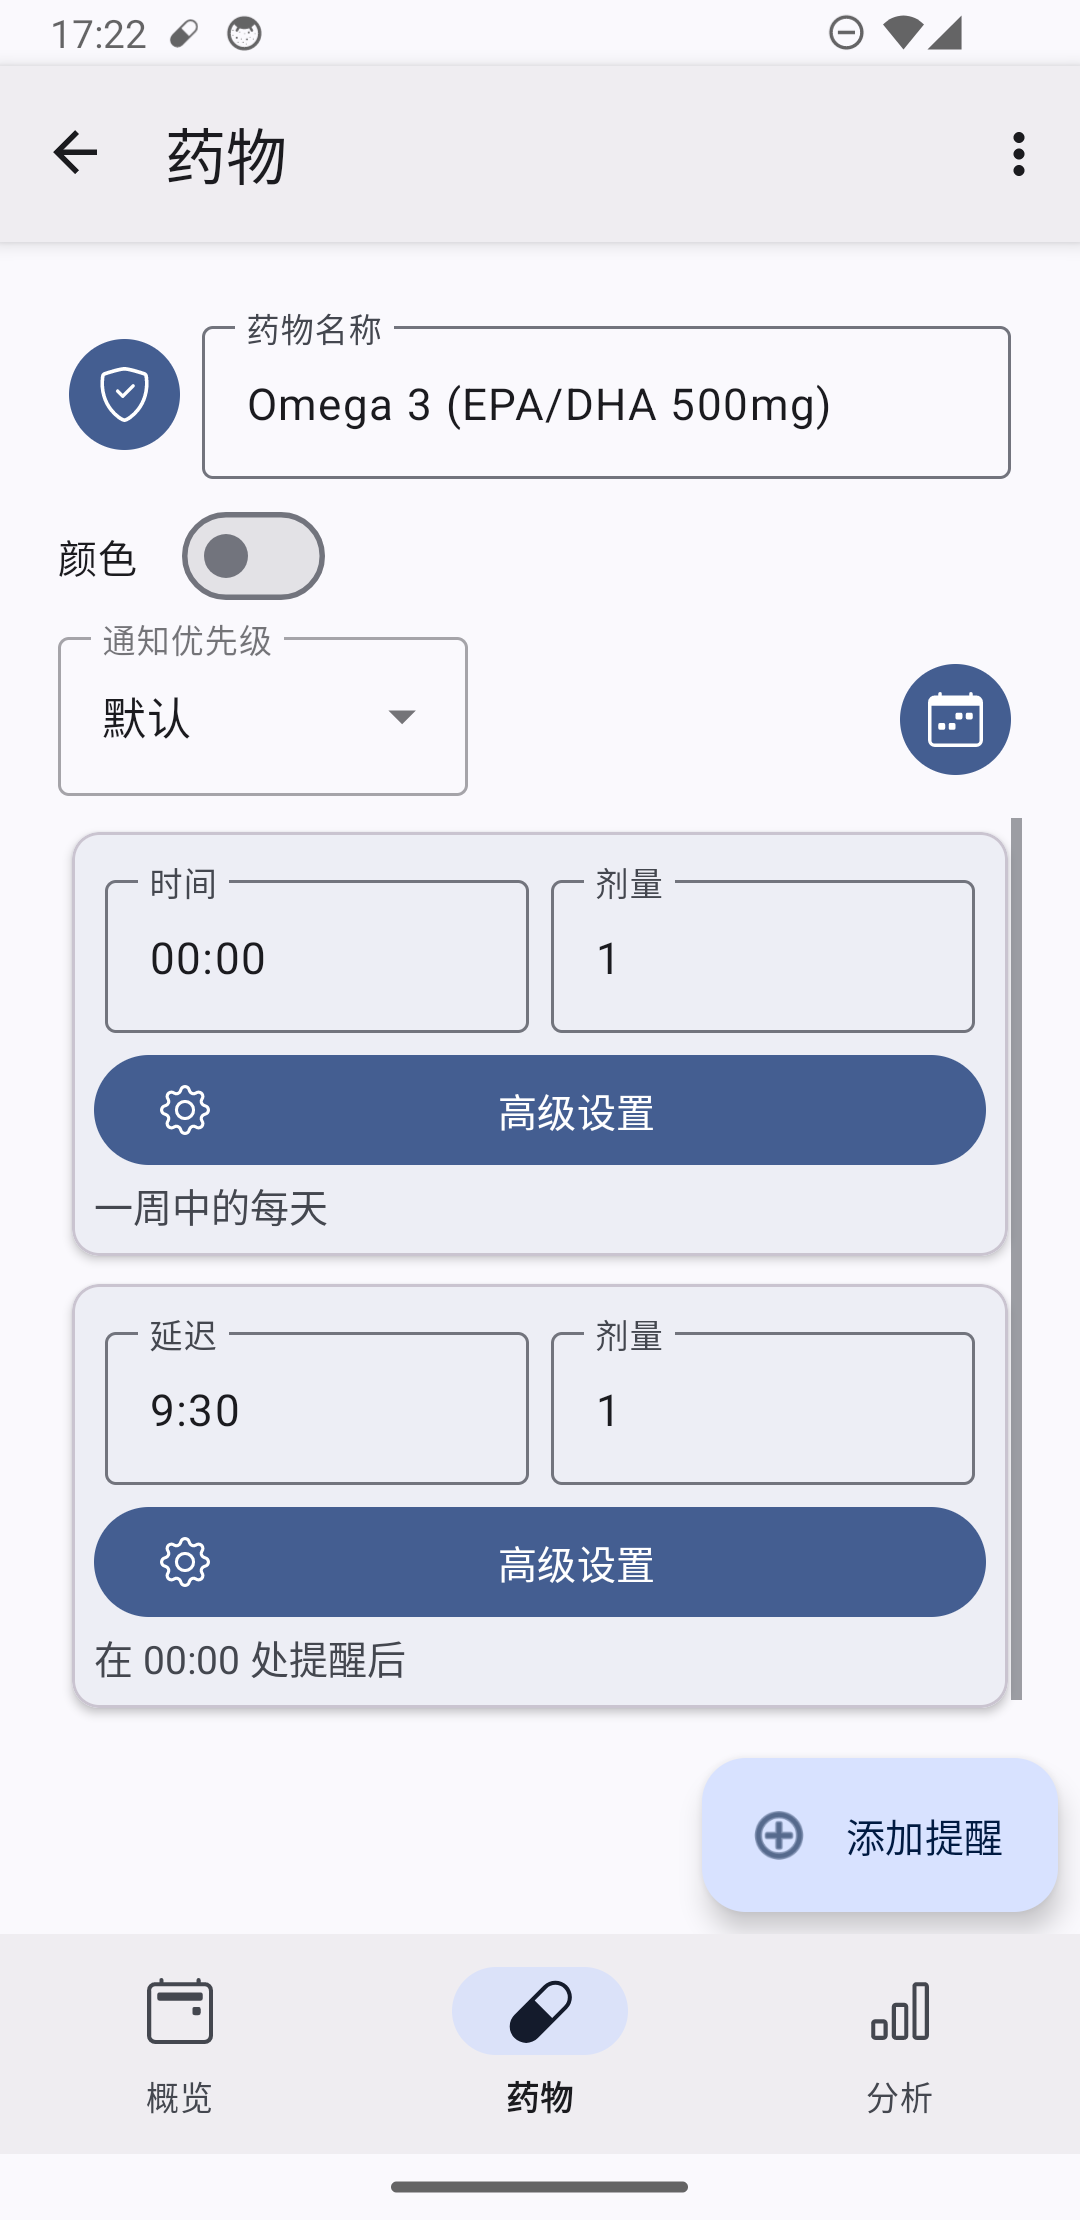 17:22
药物
药物名称
Omega 3 (EPA/DHA 500mg)
颜色
通知优先级
默认
时间
00:00
剂量
1
高级设置
一周中的每天
延迟
9:30
剂量
1
高级设置
在 00:00 处提醒后
添加提醒
概览
药物
分析